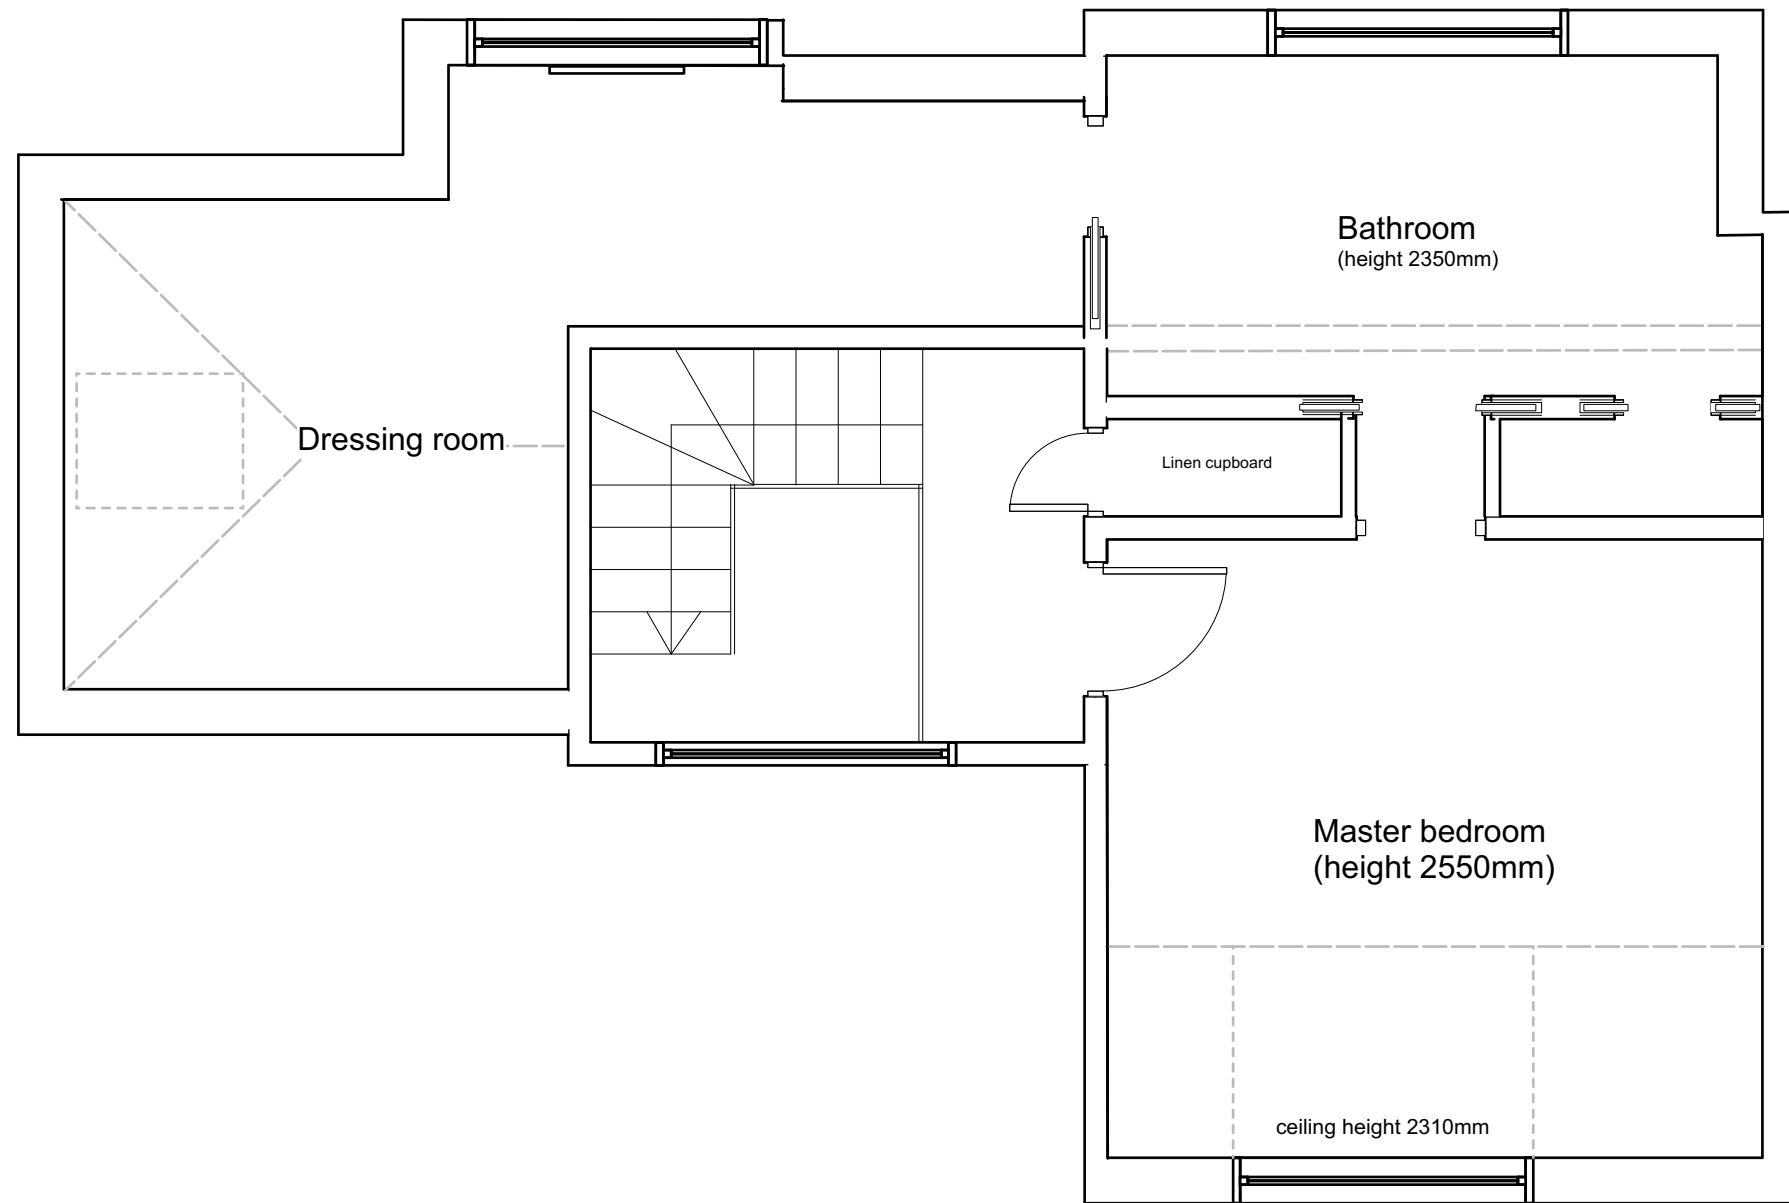 Bathroom
(height 2350mm)
Dressing room
Linen cupboard
Master bedroom
(height 2550mm)
ceiling height 2310mm